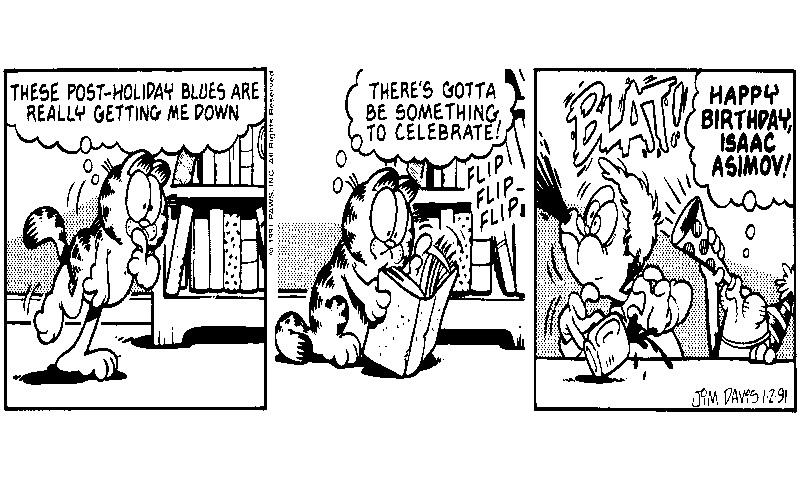 THESE POST-HOLIDAY BLUES ARE
REALLY GETTING ME DOWN
© 1991 PAWS, INC. All Rights Reserved
THERE'S GOTTA
BE SOMETHING
TO CELEBRATE!
FLIP
FLIP-
FLIP-
BLAT!!
HAPPY
BIRTHDAY,
ISAAC
ASIMOV!
JIM DAVIS 1-2-91